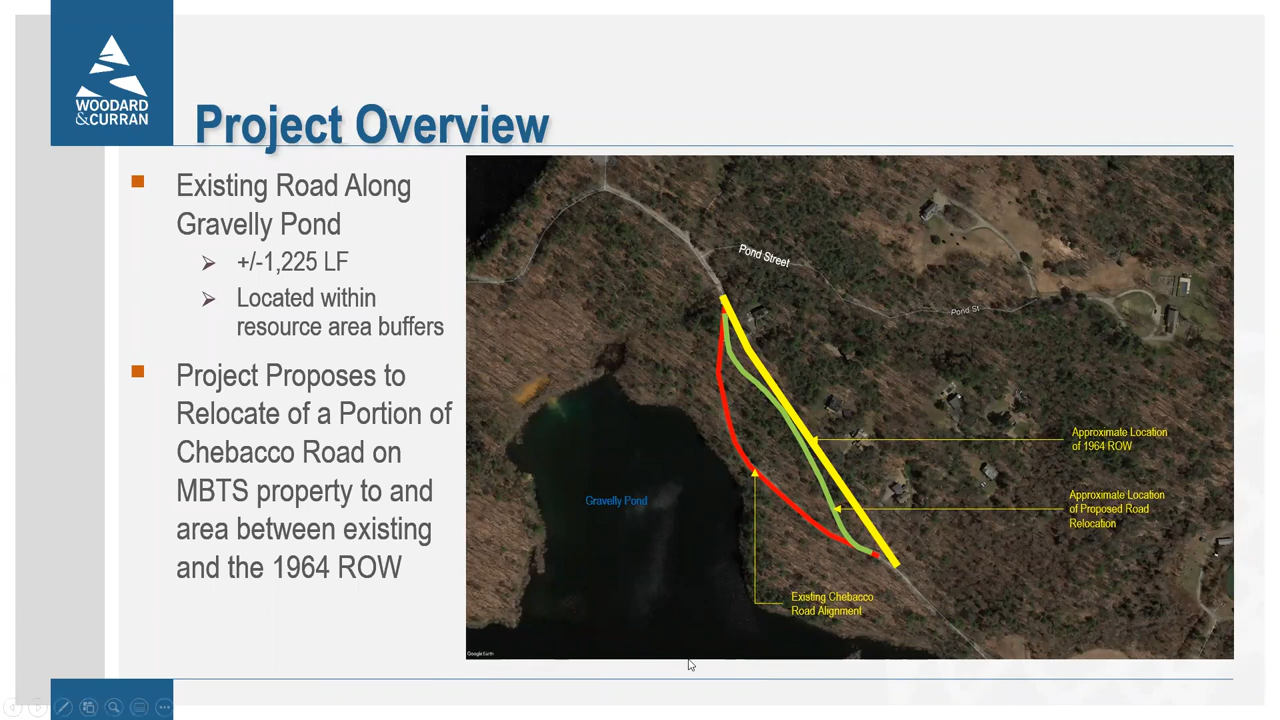 WOODARD
&CURRAN
Project Overview
Existing Road Along
Gravelly Pond
+/-1,225 LF
Located within
resource area buffers
Project Proposes to
Relocate of a Portion of
Chebacco Road on
MBTS property to and
area between existing
and the 1964 ROW
Pond Street
Pond St
Approximate Location
of 1964 ROW
Approximate Location
of Proposed Road
Relocation
Gravelly Pond
Existing Chebacco
Road Alignment
Google Earth